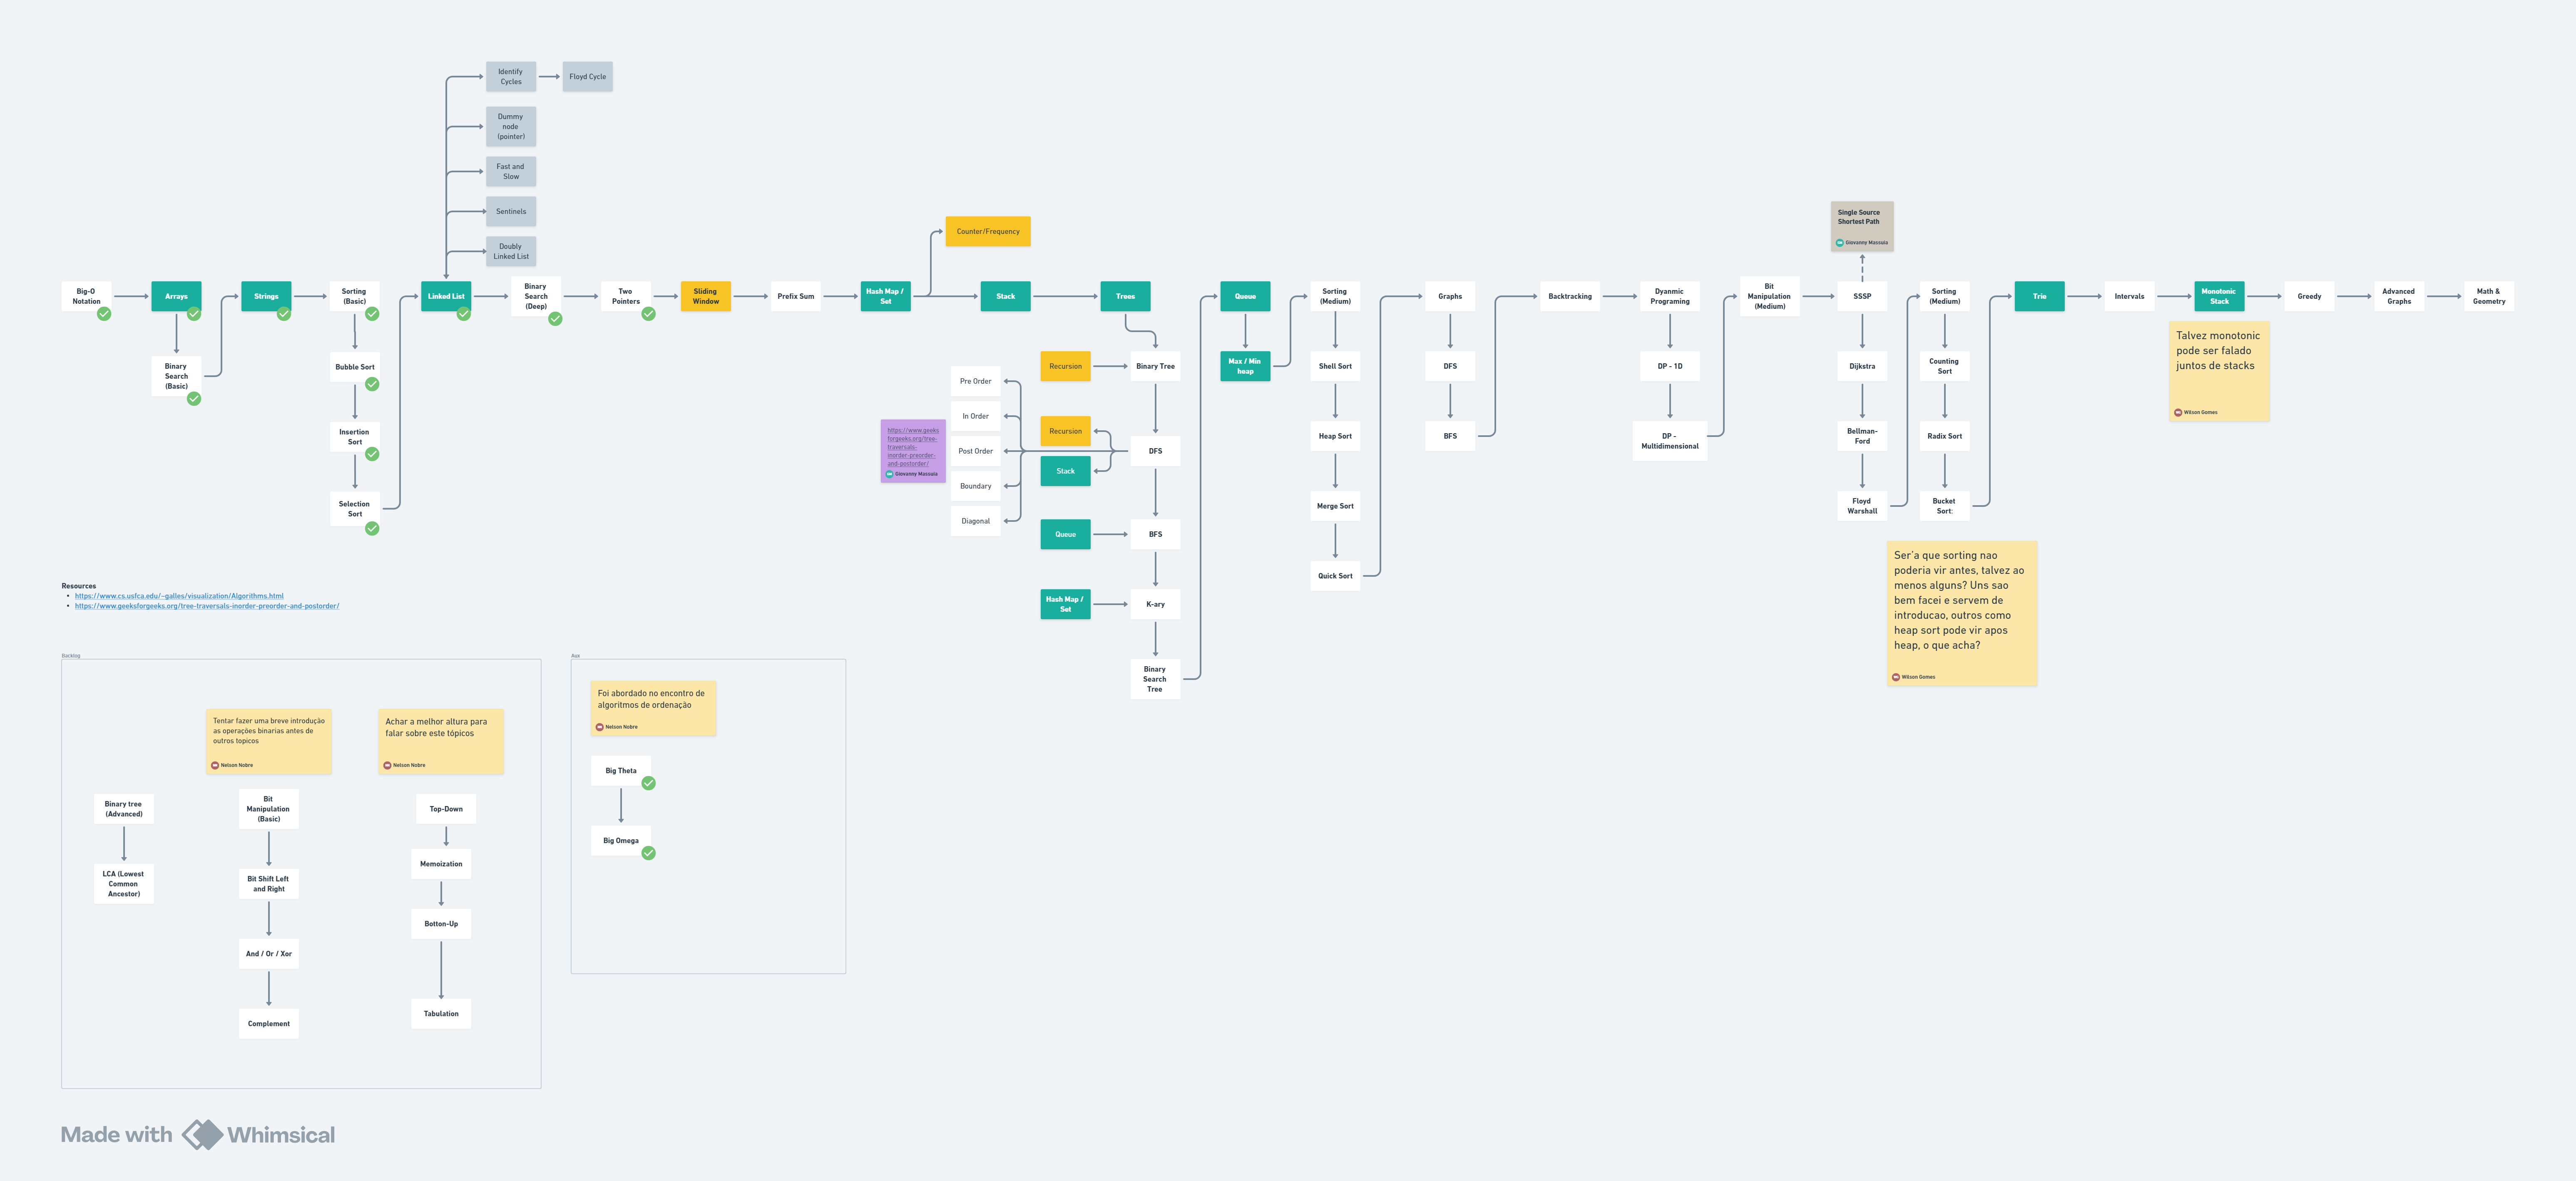 Identify
Cycles
Floyd Cycle
Dummy
node
(pointer)
Fast and
Slow
Sentinels
Doubly
Linked List
Counter/Frequency
Single Source
Shortest Path
Giovanny Massula
Big-O
Notation
Arrays
Strings
Sorting
(Basic)
Linked List
Binary
Search
(Deep)
Two
Pointers
Sliding
Window
Prefix Sum
Hash Map /
Set
Stack
Trees
Queue
Sorting
(Medium)
Graphs
Backtracking
Dyanmic
Programing
Bit
Manipulation
(Medium)
SSSP
Sorting
(Medium)
Trie
Intervals
Monotonic
Stack
Greedy
Advanced
Graphs
Math &
Geometry
Binary
Search
(Basic)
Bubble Sort
Insertion
Sort
Selection
Sort
Pre Order
In Order
Post Order
Boundary
Diagonal
https://www.geeks
forgeeks.org/tree-
traversals-
inorder-preorder-
and-postorder/
Giovanny Massula
Recursion
Binary Tree
Recursion
Stack
DFS
Queue
BFS
Hash Map /
Set
K-ary
Binary
Search
Tree
Max / Min
heap
Shell Sort
Heap Sort
Merge Sort
Quick Sort
DFS
BFS
DP - 1D
DP -
Multidimensional
Dijkstra
Bellman-
Ford
Floyd
Warshall
Counting
Sort
Radix Sort
Bucket
Sort:
Talvez monotonic
pode ser falado
juntos de stacks
Wilson Gomes
Ser'a que sorting nao
poderia vir antes, talvez ao
menos alguns? Uns sao
bem facei e servem de
introducao, outros como
heap sort pode vir apos
heap, o que acha?
Wilson Gomes
Resources
• https://www.cs.usfca.edu/~galles/visualization/Algorithms.html
• https://www.geeksforgeeks.org/tree-traversals-inorder-preorder-and-postorder/
Backlog
Tentar fazer uma breve introdução
as operações binarias antes de
outros topicos
Nelson Nobre
Achar a melhor altura para
falar sobre este tópicos
Nelson Nobre
Binary tree
(Advanced)
LCA (Lowest
Common
Ancestor)
Bit
Manipulation
(Basic)
Bit Shift Left
and Right
And / Or / Xor
Complement
Top-Down
Memoization
Botton-Up
Tabulation
Aux
Foi abordado no encontro de
algoritmos de ordenação
Nelson Nobre
Big Theta
Big Omega
Made with Whimsical